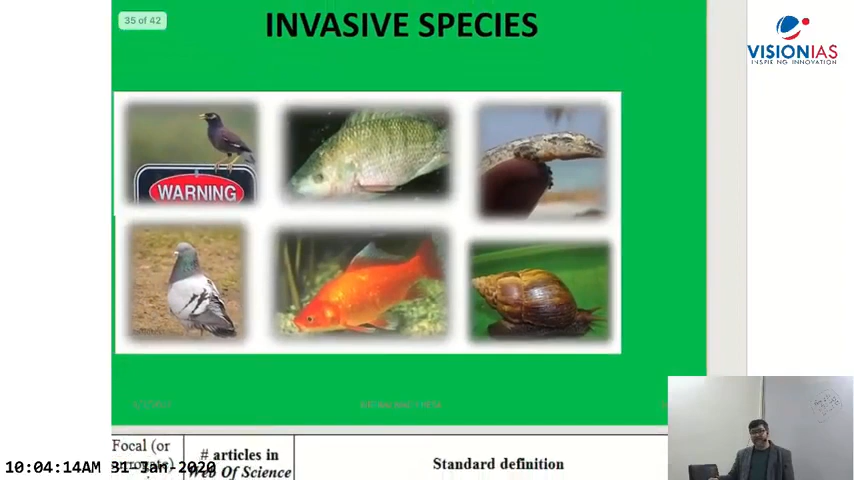 35 of 42
INVASIVE SPECIES
VISIONIAS
INSPIRING INNOVATION
WARNING
Focal (or
# articles in
Web Of Science
Standard definition
10:04:14AM 31-Jan-2020